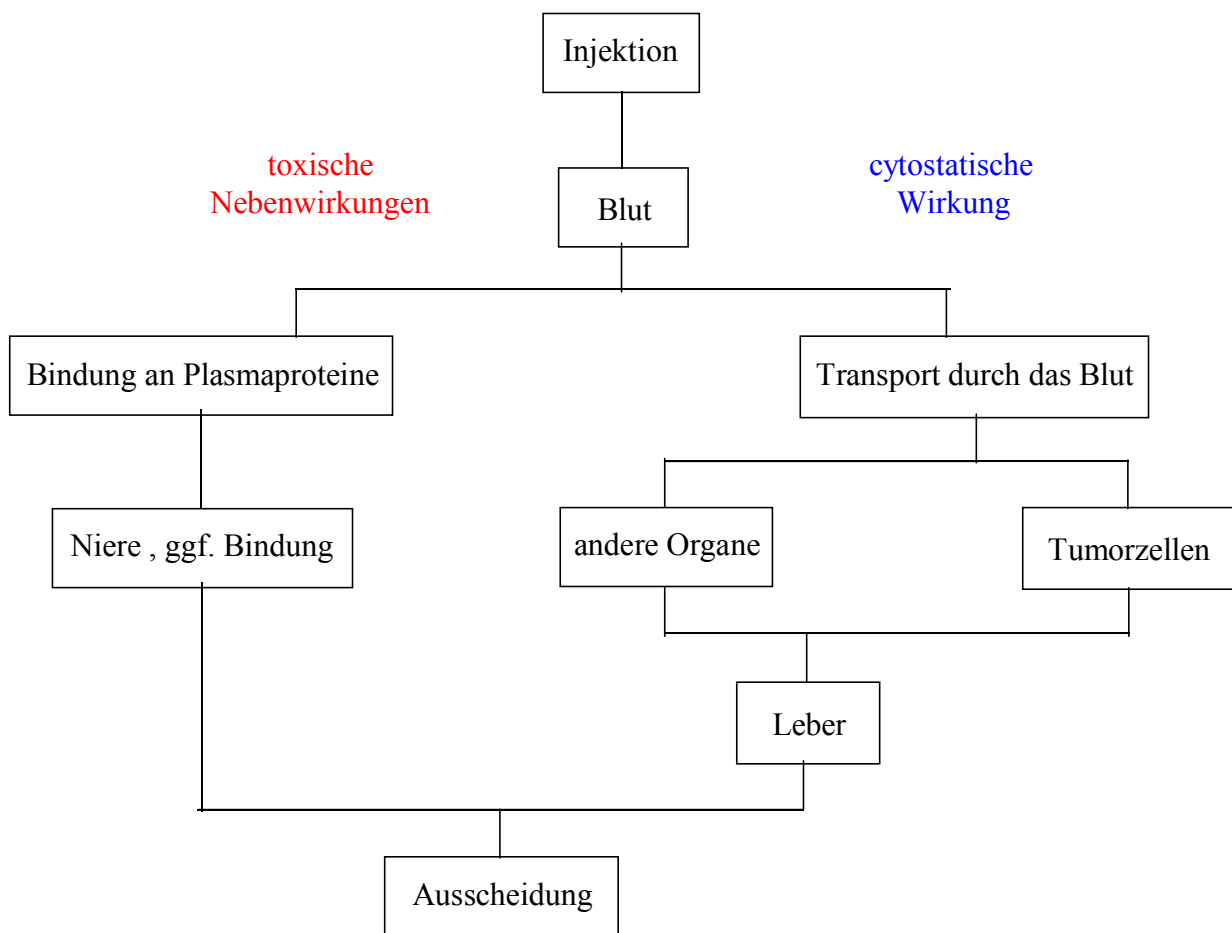 Injektion
toxische
Nebenwirkungen
cytostatische
Wirkung
Blut
Bindung an Plasmaproteine
Transport durch das Blut
Niere , ggf. Bindung
andere Organe
Tumorzellen
Leber
Ausscheidung